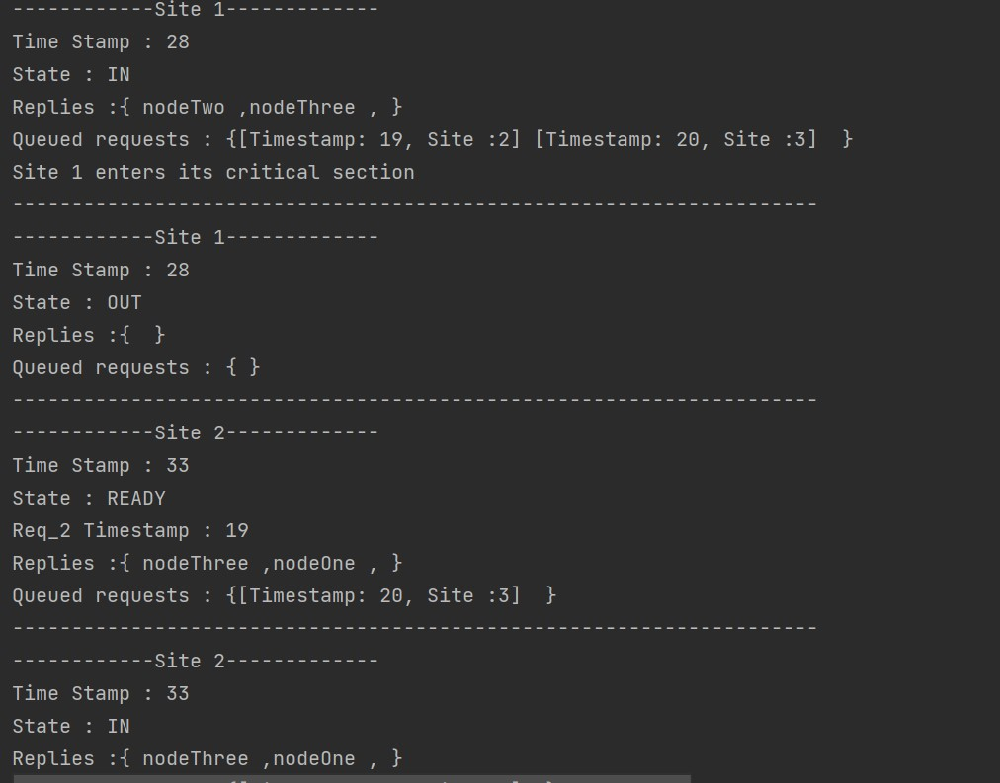 ------------Site 1-------------
Time Stamp : 28
State : IN
Replies :{ nodeTwo ,nodeThree , }
Queued requests : {[Timestamp: 19, Site :2] [Timestamp: 20, Site :3]  }
Site 1 enters its critical section
--------------------------------------------------------------------
------------Site 1-------------
Time Stamp : 28
State : OUT
Replies :{  }
Queued requests : { }
--------------------------------------------------------------------
------------Site 2-------------
Time Stamp : 33
State : READY
Req_2 Timestamp : 19
Replies :{ nodeThree ,nodeOne , }
Queued requests : {[Timestamp: 20, Site :3]  }
--------------------------------------------------------------------
------------Site 2-------------
Time Stamp : 33
State : IN
Replies :{ nodeThree ,nodeOne , }